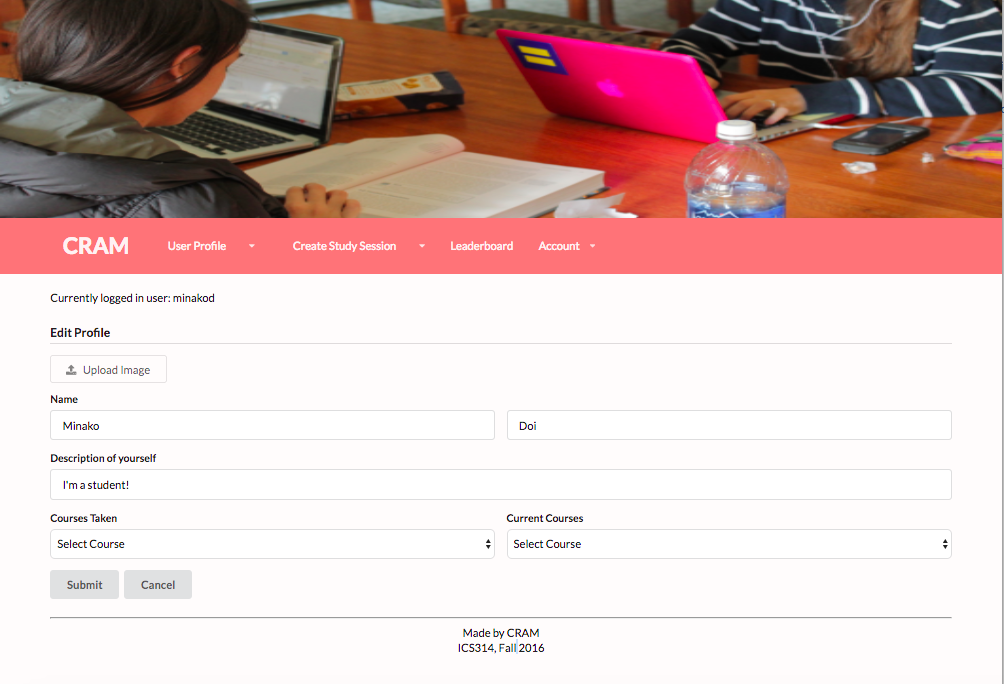 CRAM User Profile Create Study Session Leaderboard Account
Currently logged in user: minakod
Edit Profile
Upload Image
Name
Minako Doi
Description of yourself
I'm a student!
Courses Taken Current Courses
Select Course Select Course
Submit Cancel
Made by CRAM
ICS314, Fall 2016